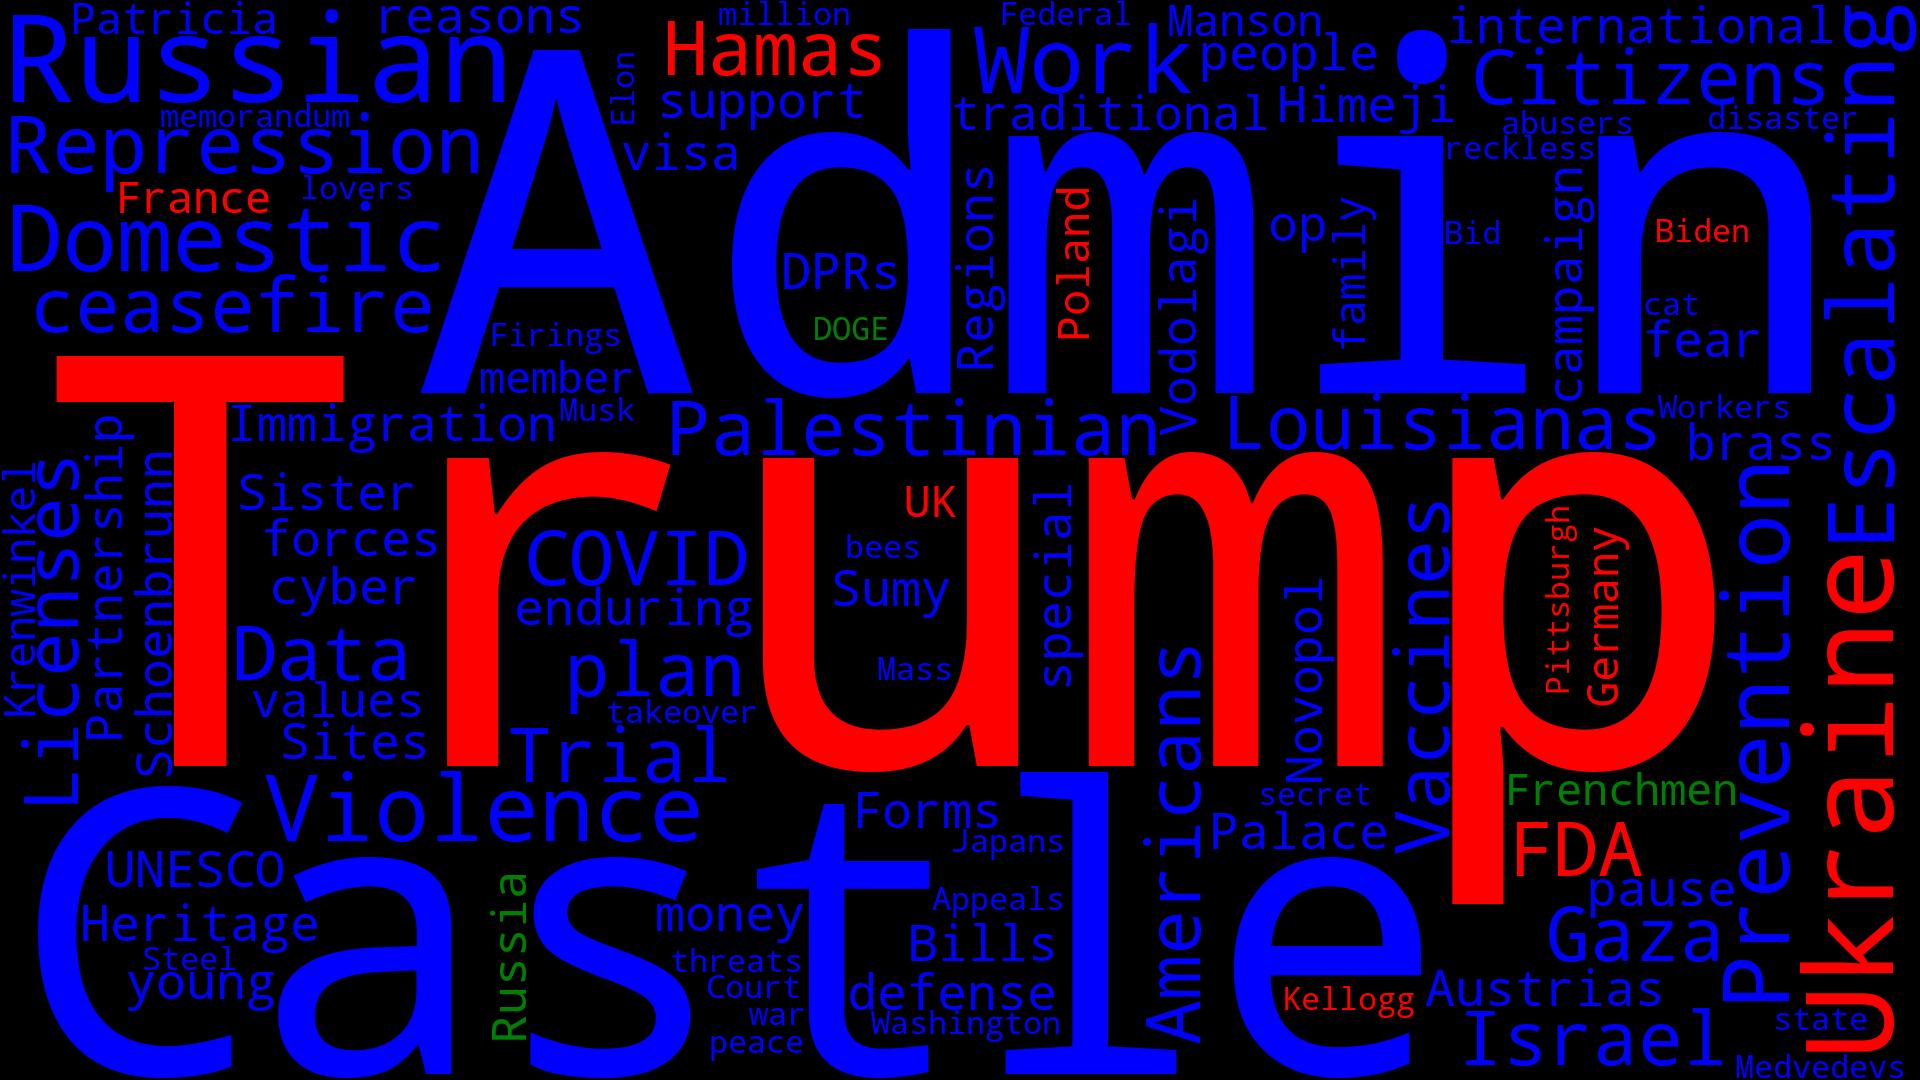 Patricia
reasons
million
Federal
Manson
international
Russian
Hamas
Work
people
Citizens
Elon
support
traditional
Himeji
abusers
disaster
memorandum
Repression
visa
reckless
Escalating
France
lovers
Admin
Domestic
DPRs
Regions
Poland
Vodolagi
op
family
Bid
campaign
Biden
ceasefire
DOGE
cat
fear
Firings
member
Immigration
Musk
Palestinian
Louisianas
Workers
brass
Trump
Krenwinkel
Licenses
Partnership
Schoenbrunn
Sister
forces
cyber
COVID
enduring
UK
bees
Sumy
special
Novopol
Vaccines
Pittsburgh
Germany
Prevention
Ukraine
Data
values
Sites
plan
Mass
takeover
Trial
Americans
Violence
Forms
secret
Palace
Frenchmen
FDA
Japans
Castle
UNESCO
Heritage
Steel
young
Russia
money
threats
Court
war
peace
Appeals
Bills
defense
Washington
Kellogg
pause
Gaza
Austrias
Israel
state
Medvedevs